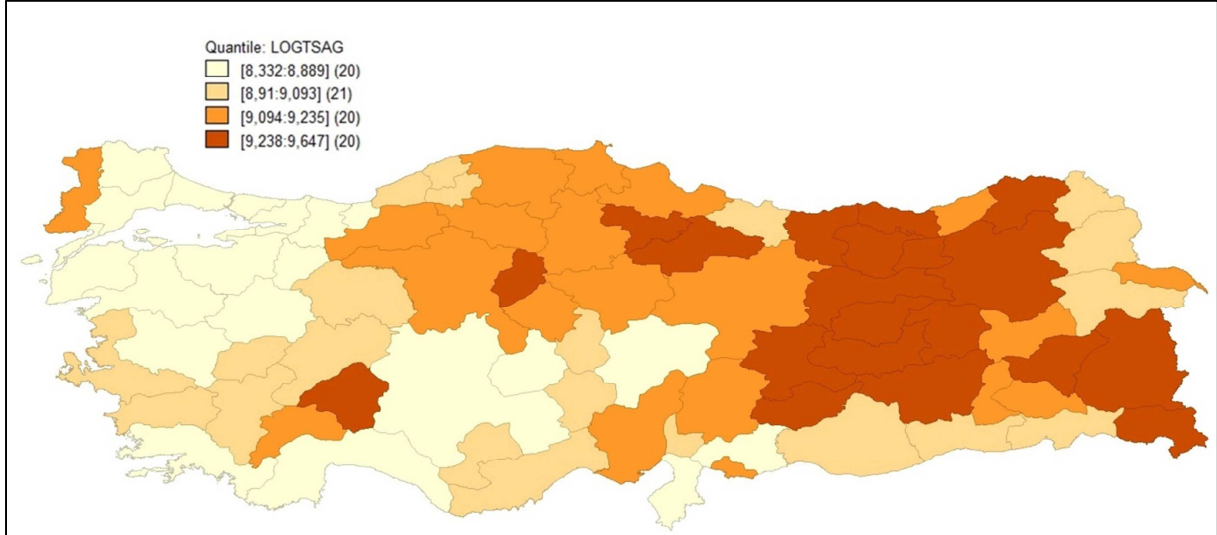 Quantile: LOGTSAG
[8,332:8,889] (20)
[8,91:9,093] (21)
[9,094:9,235] (20)
[9,238:9,647] (20)